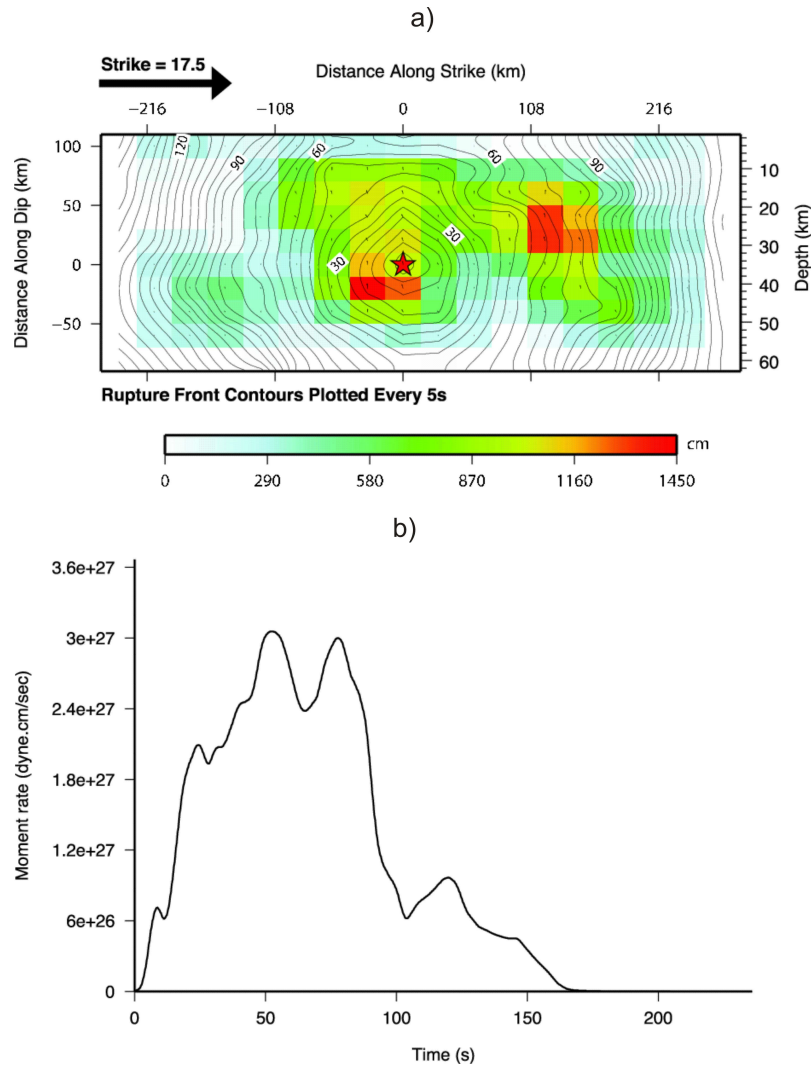 a)
Strike = 17.5
Distance Along Strike (km)
−216 −108 0 108 216
Distance Along Dip (km)
100
50
0
−50
120
90
60
60
90
30
30
10
20
30
40
50
60
Depth (km)
Rupture Front Contours Plotted Every 5s
cm
0 290 580 870 1160 1450
b)
Moment rate (dyne.cm/sec)
3.6e+27
3e+27
2.4e+27
1.8e+27
1.2e+27
6e+26
0
0 50 100 150 200
Time (s)